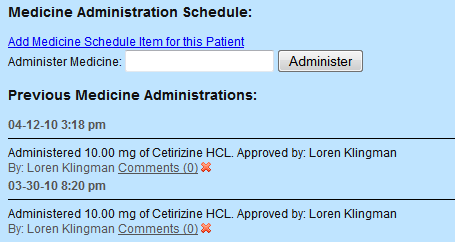 Medicine Administration Schedule:
Add Medicine Schedule Item for this Patient
Administer Medicine: Administer
Previous Medicine Administrations:
04-12-10 3:18 pm
Administered 10.00 mg of Cetirizine HCL. Approved by: Loren Klingman
By: Loren Klingman Comments (0)
03-30-10 8:20 pm
Administered 10.00 mg of Cetirizine HCL. Approved by: Loren Klingman
By: Loren Klingman Comments (0)